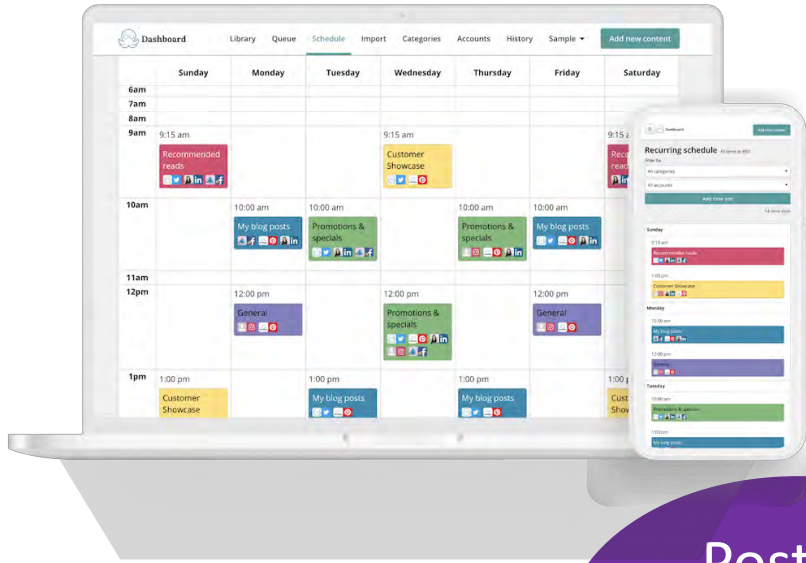 Dashboard
Library Queue Schedule Import Categories Accounts History Sample Add new content
Sunday Monday Tuesday Wednesday Thursday Friday Saturday
6am
7am
8am
9am
9:15 am 9:15 am 9:15
Recommended reads
Customer Showcase
10am
10:00 am 10:00 am 10:00 am 10:00 am
My blog posts
Promotions & specials
Promotions & specials
My blog posts
11am
12pm
12:00 pm 12:00 pm 12:00 pm
General
Promotions & specials
General
1pm
1:00 pm 1:00 pm 1:00 pm 1:00
Customer Showcase
My blog posts
My blog posts
Dashboard
Add new content
Recurring schedule
Filter by
All categories
All accounts
Add time slot
Sunday
9:15 am
Recommended reads
1:00 pm
Customer Showcase
Monday
10:00 am
My blog posts
12:00 pm
General
Tuesday
10:00 am
Promotions & specials
1:00 pm
My blog posts
Post